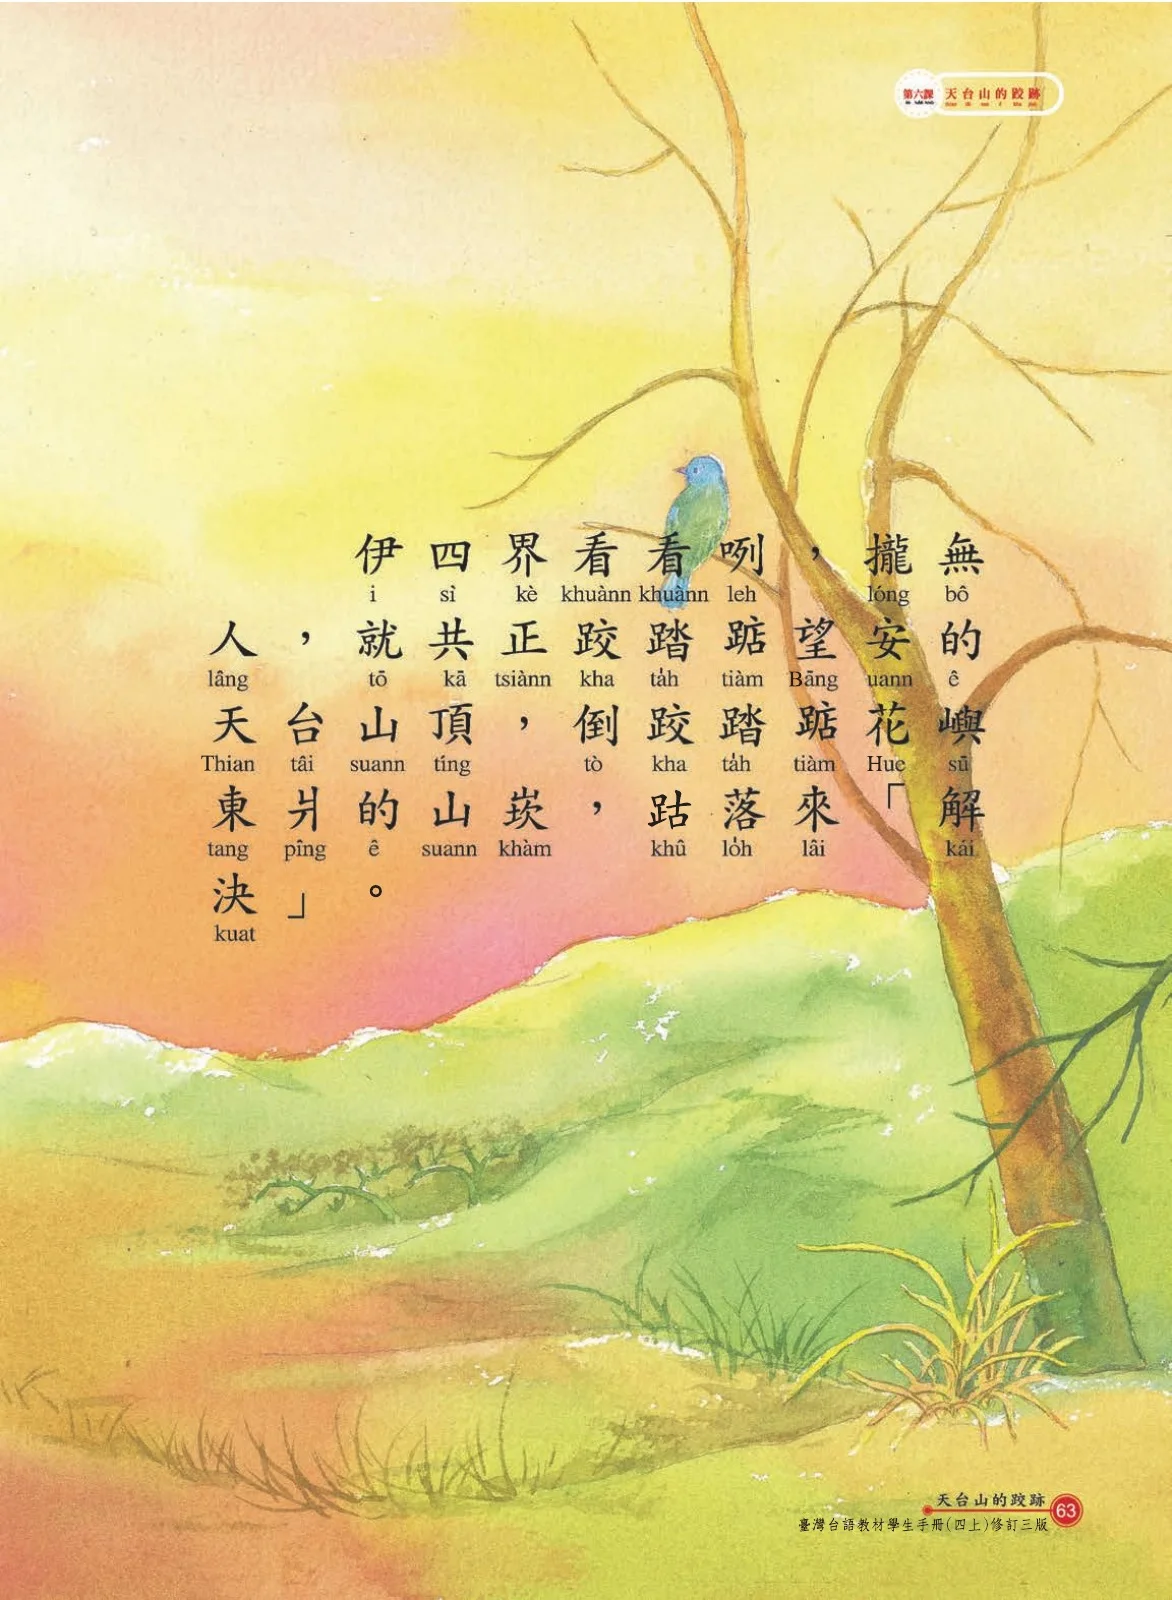 第六課 天台山的跤跡
伊四界看看咧，攏無
i sì kè khuànn khuànn leh lóng bô
人，就共正跤踏踮望安的
lâng tō kā tsiànn kha ta̍h tiàm Bāng uann ê
天台山頂，倒跤踏踮花嶼
Thian tâi suann tíng tò kha ta̍h tiàm Hue sū
東爿的山崁，跍落來「解
tang pîng ê suann khàm khû lo̍h lâi kái
決」。
kuat
天台山的跤跡
臺灣台語教材學生手冊(四上)修訂三版 63